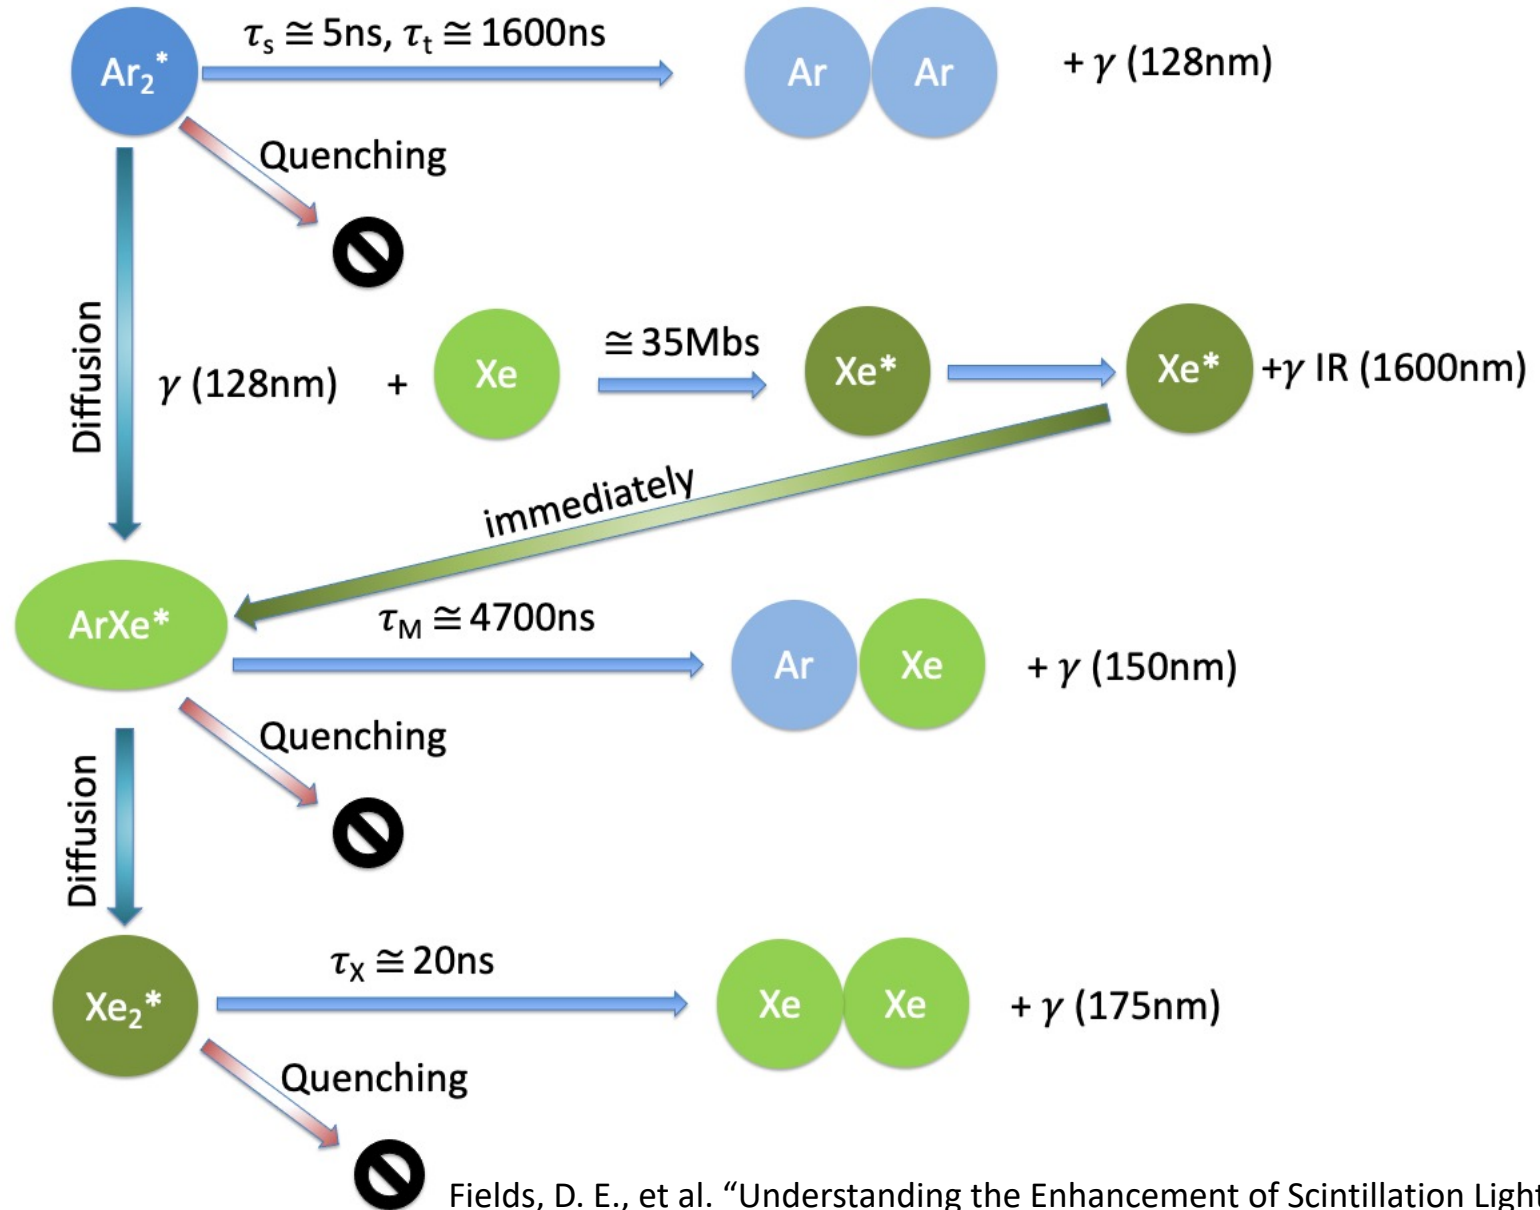 τs ≅ 5ns, τt ≅ 1600ns
Ar2*
Ar Ar + γ (128nm)
Quenching
Diffusion
≅ 35Mbs
γ (128nm) + Xe Xe* Xe* +γ IR (1600nm)
immediately
τM ≅ 4700ns
ArXe*
Ar Xe + γ (150nm)
Quenching
Diffusion
τX ≅ 20ns
Xe2*
Xe Xe + γ (175nm)
Quenching
Fields, D. E., et al. “Understanding the Enhancement of Scintillation Light